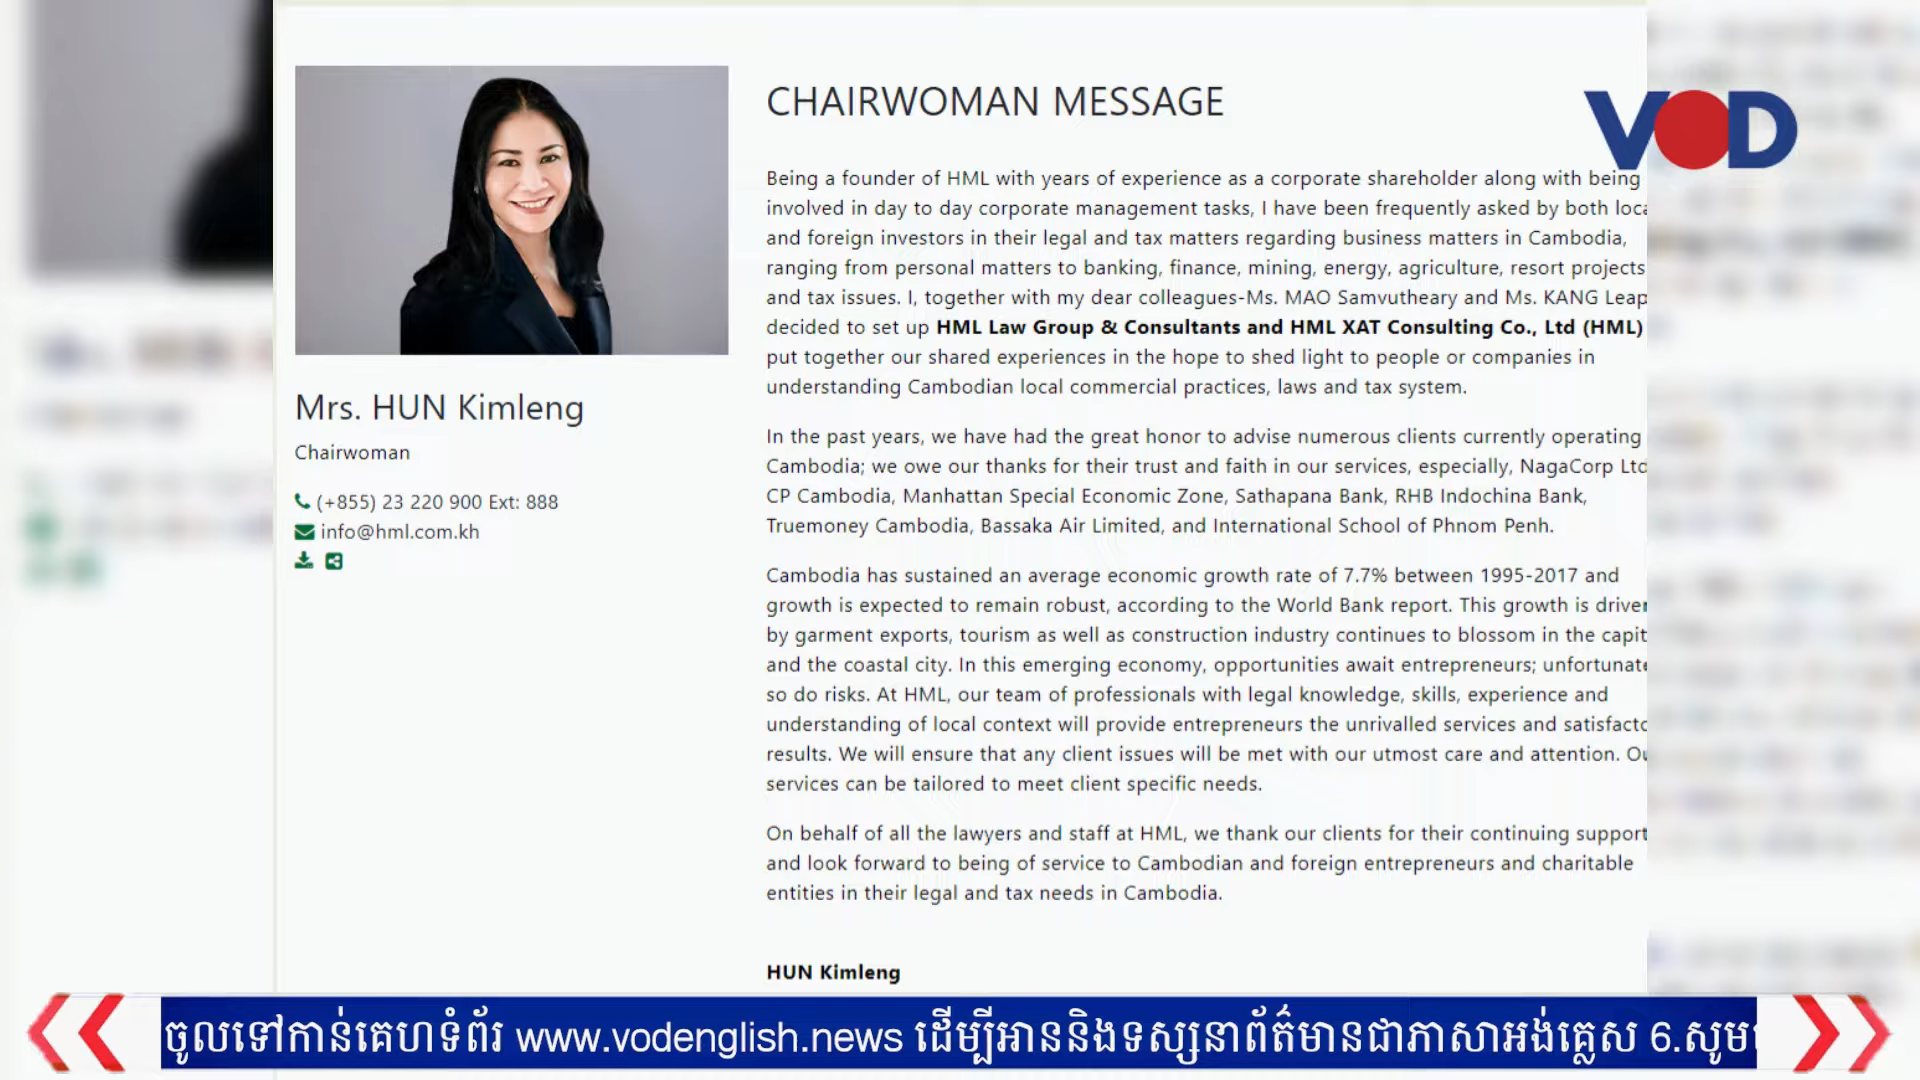 VOD
CHAIRWOMAN MESSAGE
Being a founder of HML with years of experience as a corporate shareholder along with being
involved in day to day corporate management tasks, I have been frequently asked by both
and foreign investors in their legal and tax matters regarding business matters in Cambodia,
ranging from personal matters to banking, finance, mining, energy, agriculture, resort projects
and tax issues. I, together with my dear colleagues-Ms. MAO Samvutheary and Ms. KANG Leap
decided to set up HML Law Group & Consultants and HML XAT Consulting Co., Ltd (HML)
put together our shared experiences in the hope to shed light to people or companies in
understanding Cambodian local commercial practices, laws and tax system.
In the past years, we have had the great honor to advise numerous clients currently operating
Cambodia; we owe our thanks for their trust and faith in our services, especially, NagaCorp Ltd
CP Cambodia, Manhattan Special Economic Zone, Sathapana Bank, RHB Indochina Bank,
Truemoney Cambodia, Bassaka Air Limited, and International School of Phnom Penh.
Cambodia has sustained an average economic growth rate of 7.7% between 1995-2017 and
growth is expected to remain robust, according to the World Bank report. This growth is
by garment exports, tourism as well as construction industry continues to blossom in the
and the coastal city. In this emerging economy, opportunities await entrepreneurs;
so do risks. At HML, our team of professionals with legal knowledge, skills, experience and
understanding of local context will provide entrepreneurs the unrivalled services and
results. We will ensure that any client issues will be met with our utmost care and attention.
services can be tailored to meet client specific needs.
On behalf of all the lawyers and staff at HML, we thank our clients for their continuing support
and look forward to being of service to Cambodian and foreign entrepreneurs and charitable
entities in their legal and tax needs in Cambodia.
HUN Kimleng
Mrs. HUN Kimleng
Chairwoman
(+855) 23 220 900 Ext: 888
info@hml.com.kh
ចូលទៅកាន់គេហទំព័រ www.vodenglish.news ដើម្បីអាននិងទស្សនាព័ត៌មានជាភាសាអង់គ្លេស 6.សូម